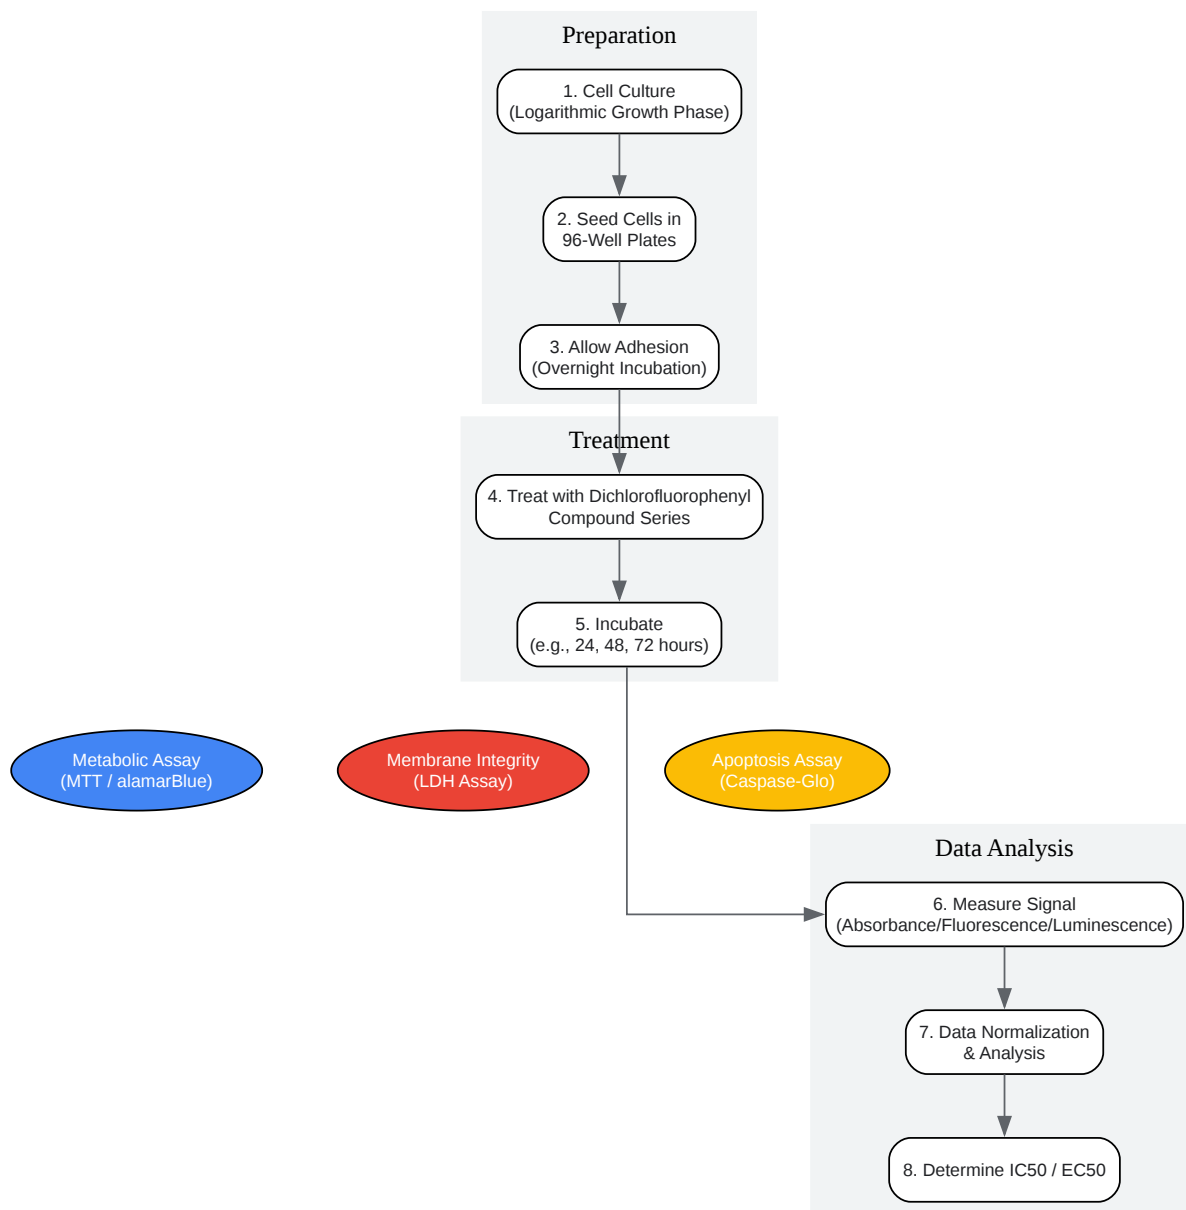 Preparation
1. Cell Culture
(Logarithmic Growth Phase)
2. Seed Cells in
96-Well Plates
3. Allow Adhesion
(Overnight Incubation)
Treatment
4. Treat with Dichlorofluorophenyl
Compound Series
5. Incubate
(e.g., 24, 48, 72 hours)
Metabolic Assay
(MTT / alamarBlue)
Membrane Integrity
(LDH Assay)
Apoptosis Assay
(Caspase-Glo)
Data Analysis
6. Measure Signal
(Absorbance/Fluorescence/Luminescence)
7. Data Normalization
& Analysis
8. Determine IC50 / EC50